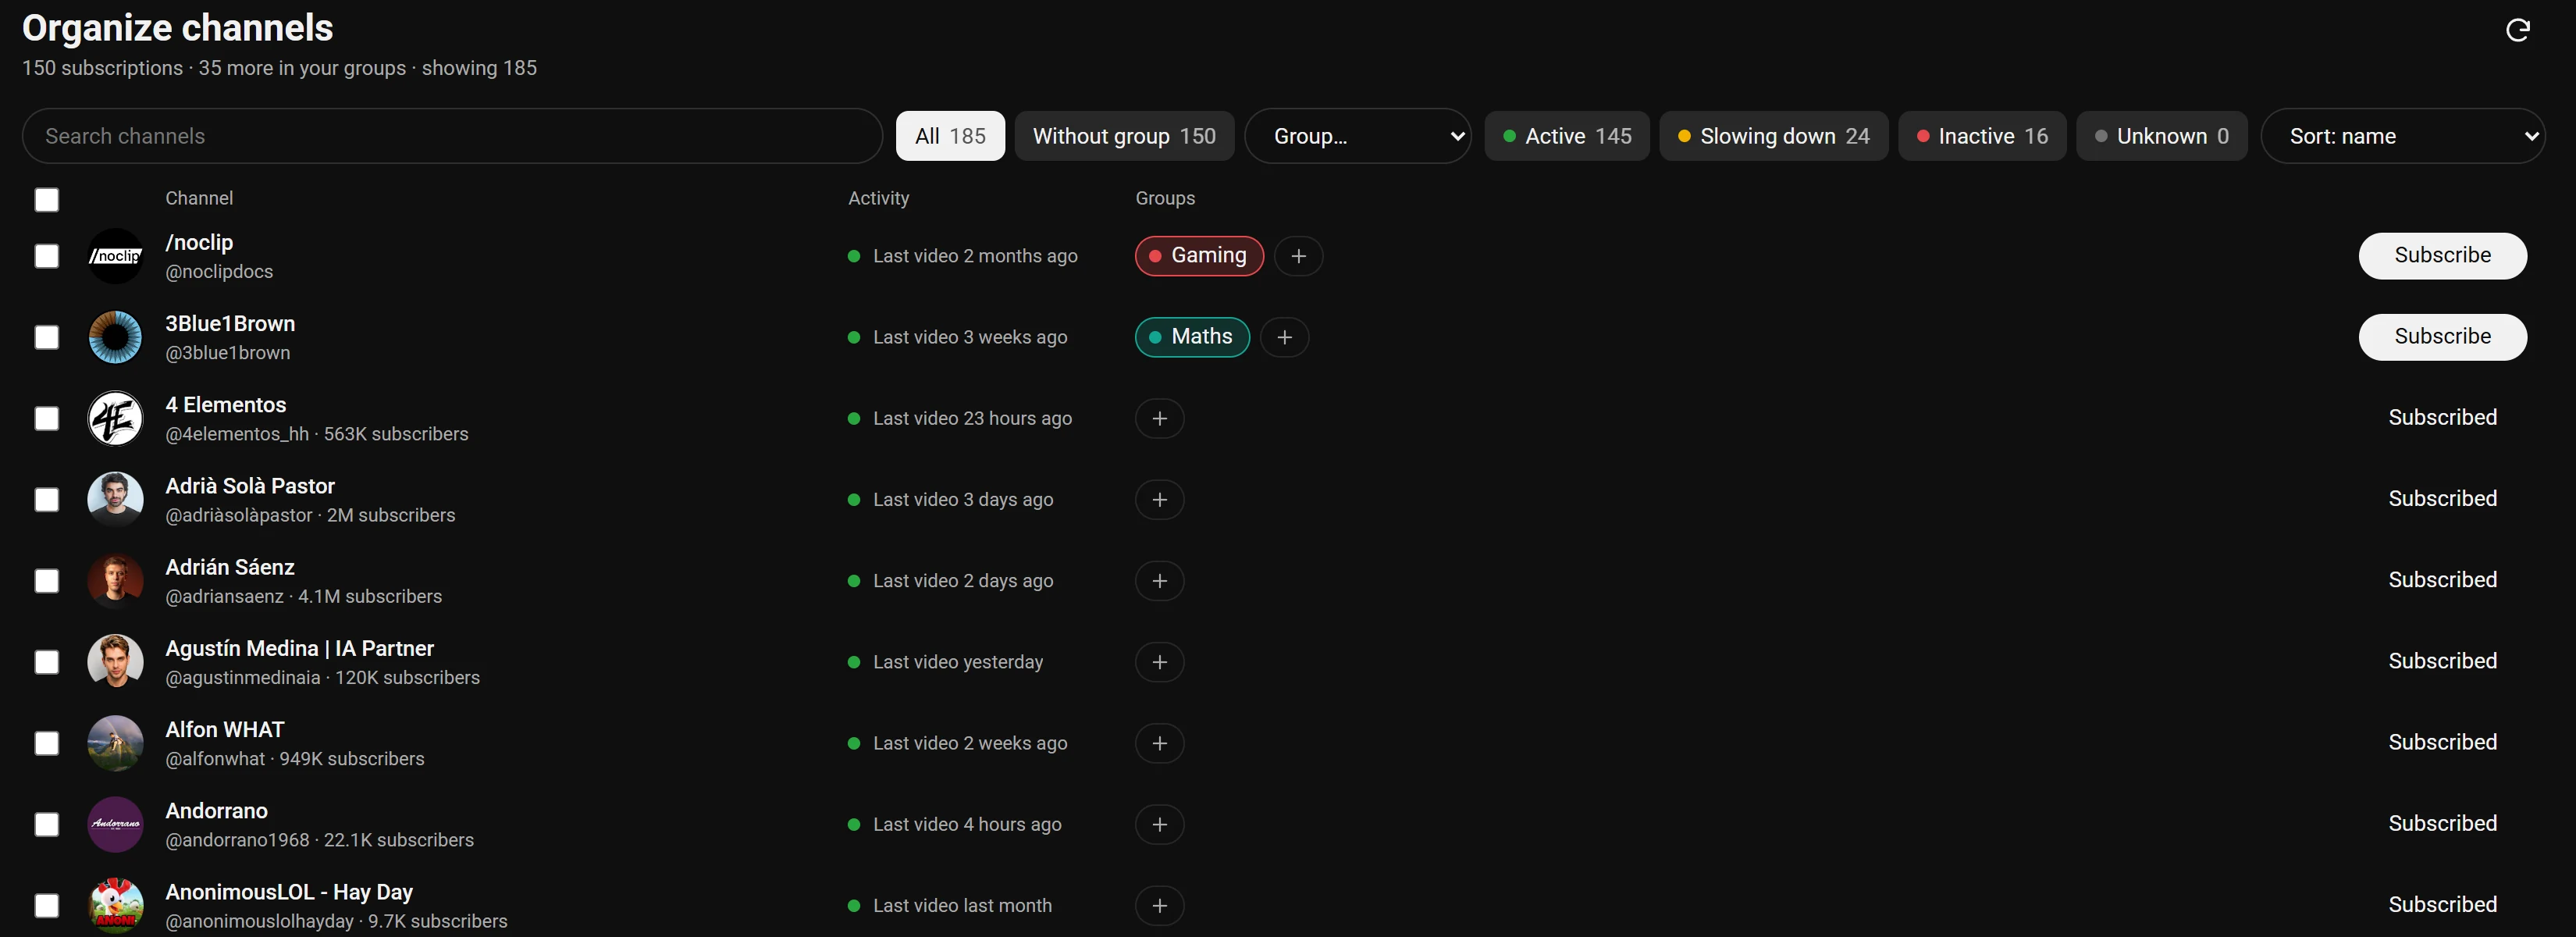 Organize channels
150 subscriptions · 35 more in your groups · showing 185
Search channels
All 185
Without group 150
Group...
Active 145
Slowing down 24
Inactive 16
Unknown 0
Sort: name
Channel
Activity
Groups
/noclip
/noclip
@noclipdocs
Last video 2 months ago
Gaming
+
Subscribe
3Blue1Brown
@3blue1brown
Last video 3 weeks ago
Maths
+
Subscribe
4E
4 Elementos
@4elementos_hh · 563K subscribers
Last video 23 hours ago
+
Subscribed
Adrià Solà Pastor
@adriàsolàpastor · 2M subscribers
Last video 3 days ago
+
Subscribed
Adrián Sáenz
@adriansaenz · 4.1M subscribers
Last video 2 days ago
+
Subscribed
Agustín Medina | IA Partner
@agustinmedinaia · 120K subscribers
Last video yesterday
+
Subscribed
Alfon WHAT
@alfonwhat · 949K subscribers
Last video 2 weeks ago
+
Subscribed
Andorrano
Andorrano
@andorrano1968 · 22.1K subscribers
Last video 4 hours ago
+
Subscribed
ANONI
AnonimousLOL - Hay Day
@anonimouslolhayday · 9.7K subscribers
Last video last month
+
Subscribed